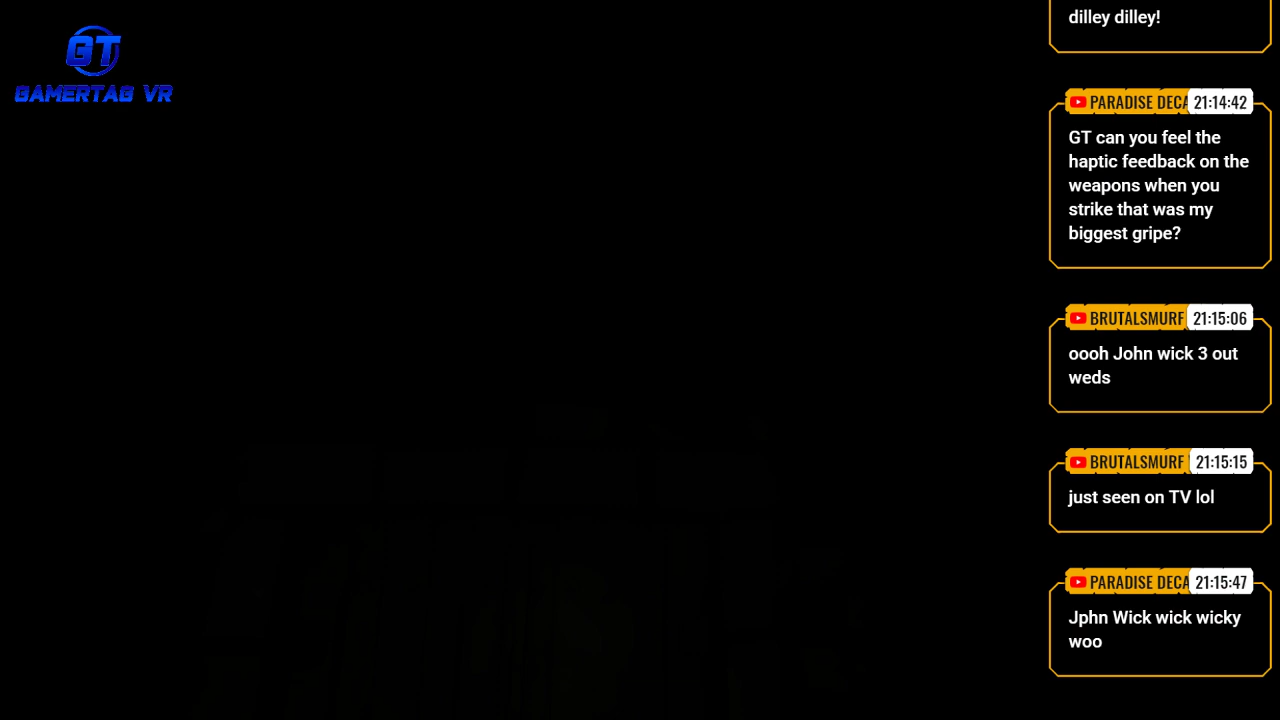 GT
GAMERTAG VR
dilley dilley!
PARADISE DECA 21:14:42
GT can you feel the
haptic feedback on the
weapons when you
strike that was my
biggest gripe?
BRUTALSMURF 21:15:06
oooh John wick 3 out
weds
BRUTALSMURF 21:15:15
just seen on TV lol
PARADISE DECA 21:15:47
Jphn Wick wick wicky
woo